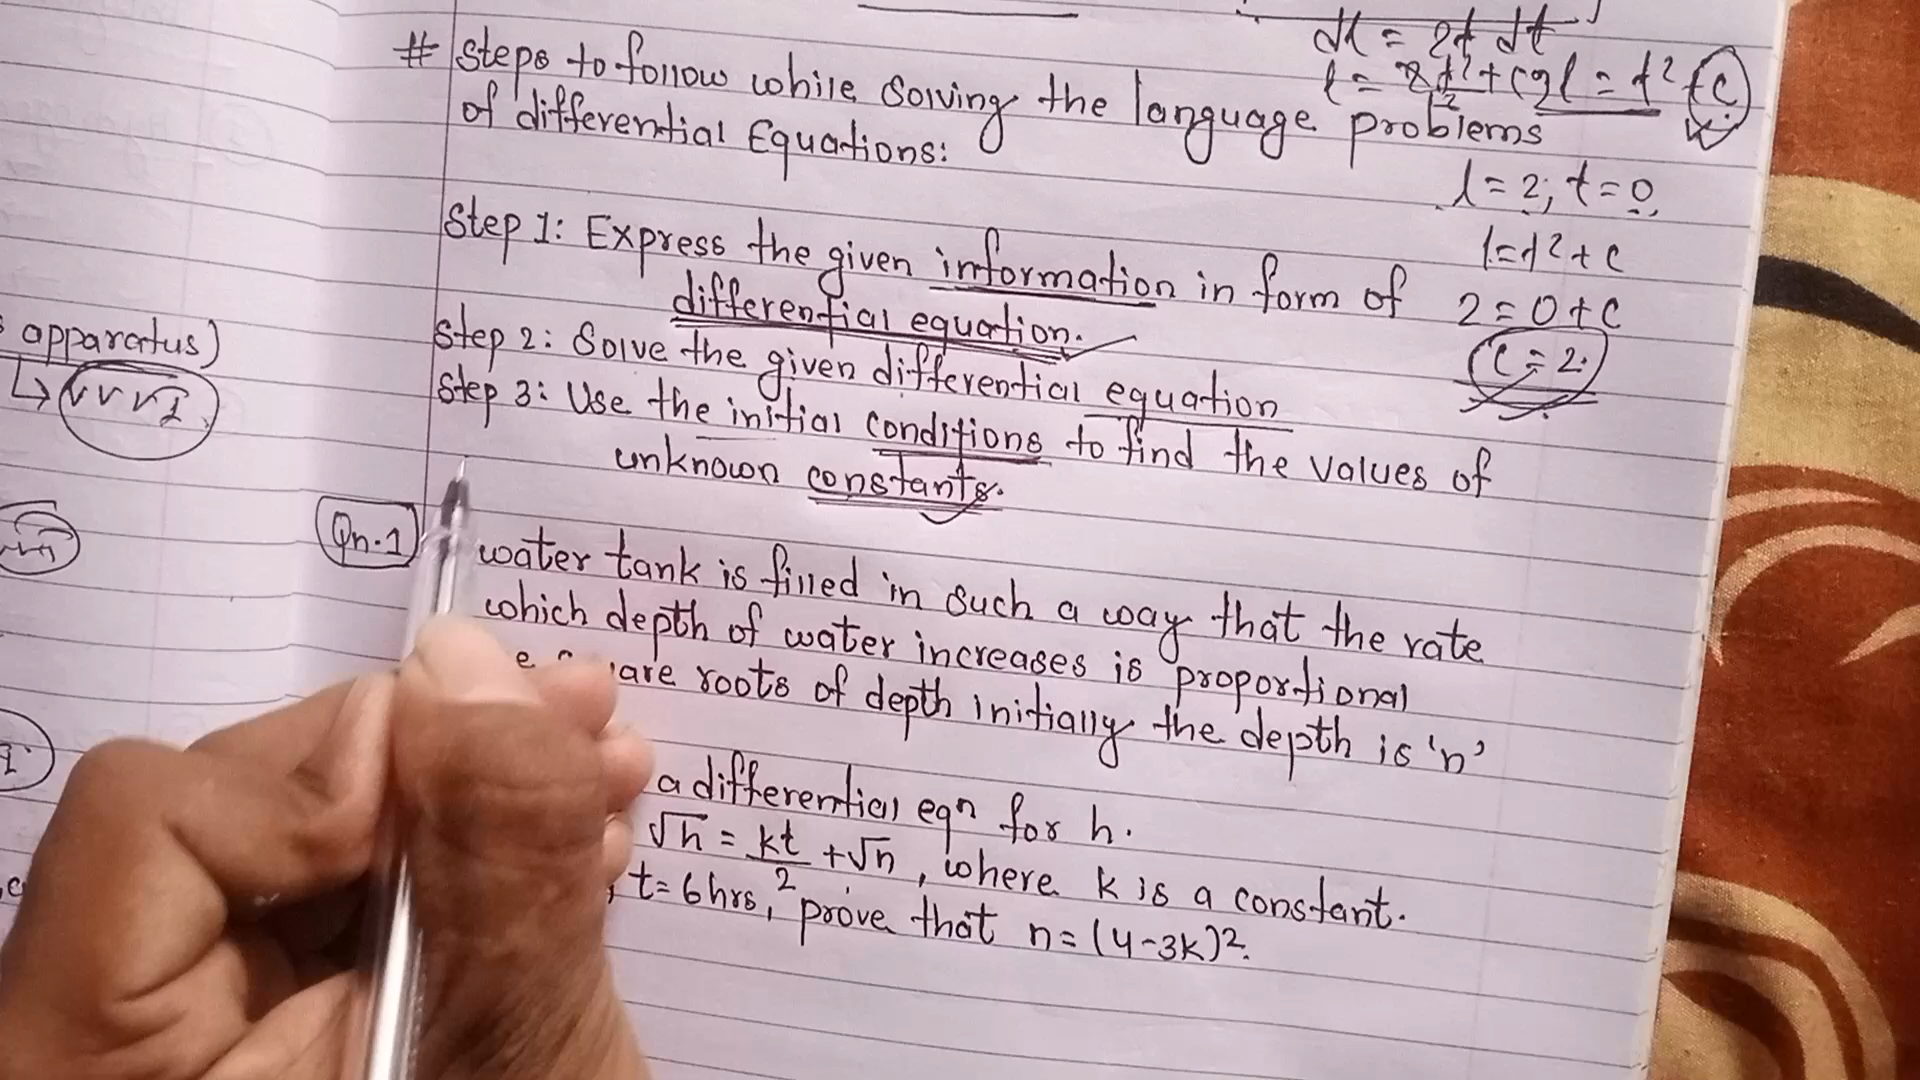 dl = 2t dt
# Steps to follow while solving the language problems
l = 2t²/2 + c
l = t² + c
of differential Equations:
l = 2; t = 0
Step 1: Express the given information in form of
l = t² + c
differential equation.
2 = 0 + c
apparatus)
Step 2: Solve the given differential equation
c = 2.
Step 3: Use the initial conditions to find the values of
unknown constants.
Qn.1
water tank is filled in such a way that the rate
which depth of water increases is proportional
are roots of depth initially the depth is 'n'
a differential eqn for h.
√h = kt/2 + √n, where k is a constant.
t = 6 hrs, prove that n = (4-3k)².